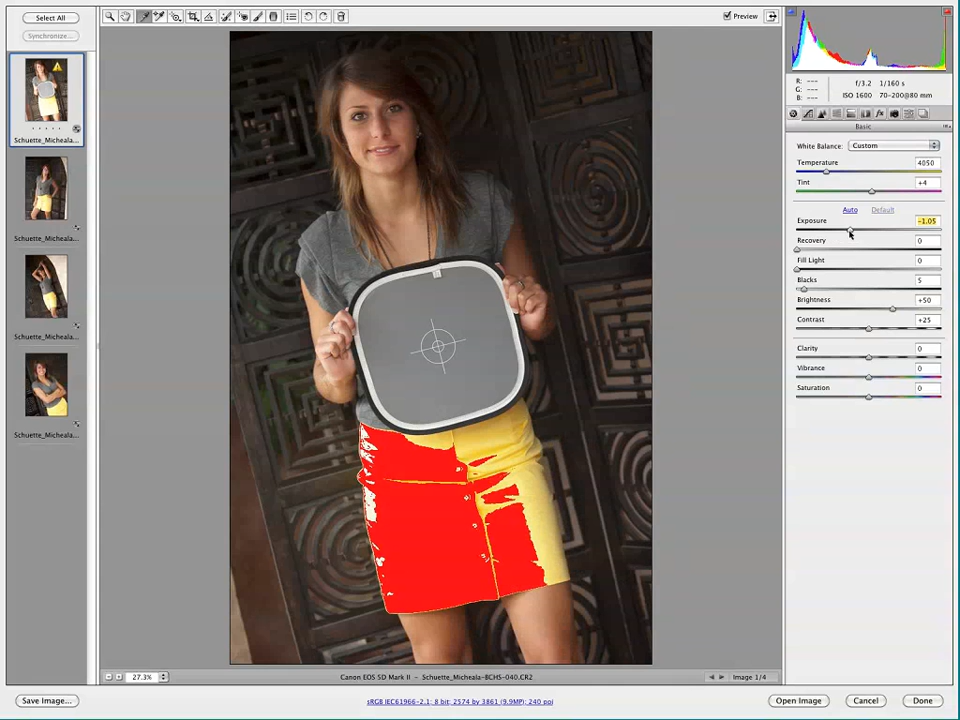 Select All
Synchronize...
Preview
Schuette_Micheala...
Schuette_Micheala...
Schuette_Micheala...
Schuette_Micheala...
R: ---
G: ---
B: ---
f/3.2 1/160 s
ISO 1600 70-200@80 mm
Basic
White Balance: Custom
Temperature 4050
Tint +4
Auto Default
Exposure -1.05
Recovery 0
Fill Light 0
Blacks 5
Brightness +50
Contrast +25
Clarity 0
Vibrance 0
Saturation 0
27.3%
Canon EOS 5D Mark II - Schuette_Micheala-BCHS-040.CR2
Image 1/4
Save Image...
sRGB IEC61966-2.1; 8 bit; 2574 by 3861 (9.9MP); 240 ppi
Open Image
Cancel
Done